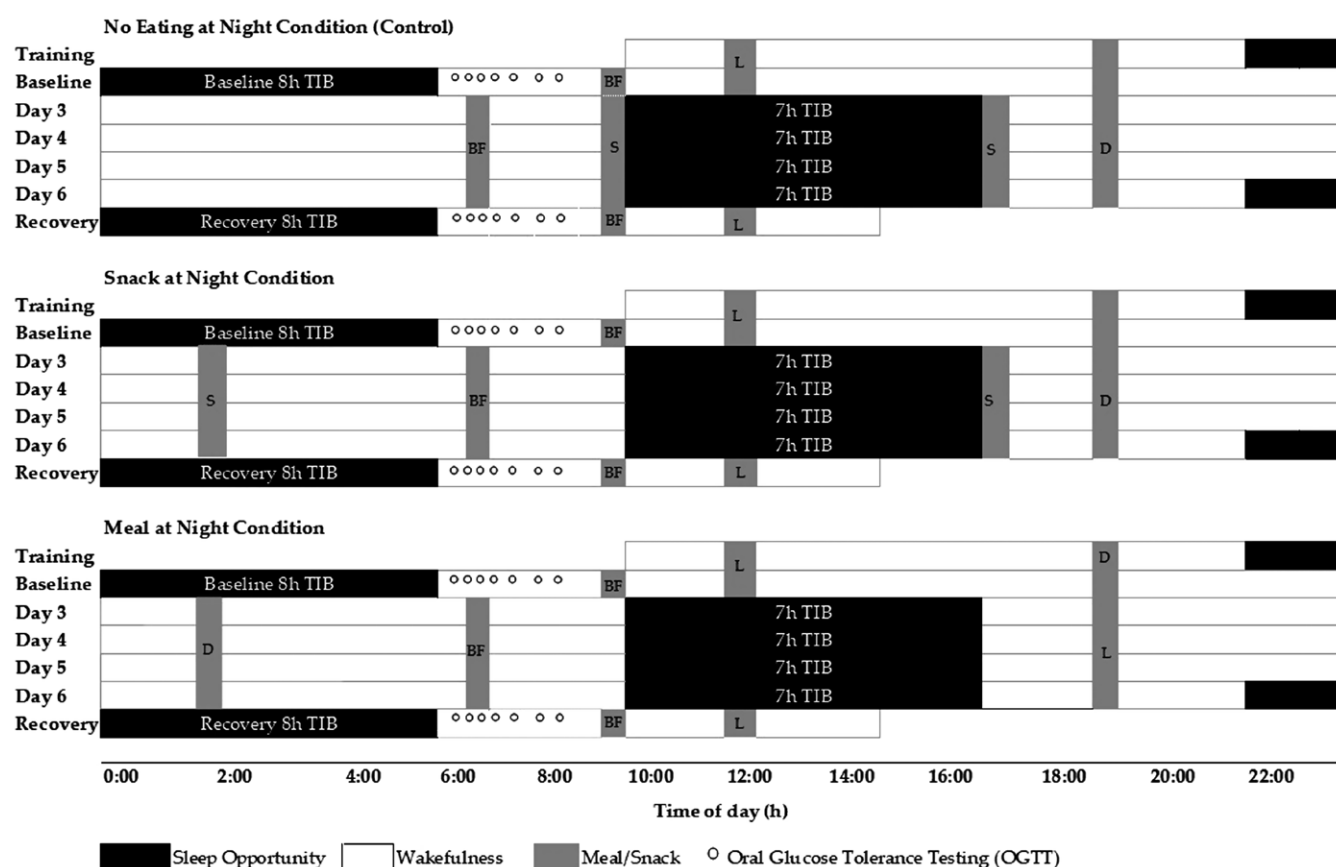 No Eating at Night Condition (Control)
Training
L
Baseline Baseline 8h TIB BF
Day 3 7h TIB
Day 4 7h TIB
BF S S D
Day 5 7h TIB
Day 6 7h TIB
Recovery Recovery 8h TIB BF L
Snack at Night Condition
Training
L
Baseline Baseline 8h TIB BF
Day 3 7h TIB
Day 4 7h TIB
S BF S D
Day 5 7h TIB
Day 6 7h TIB
Recovery Recovery 8h TIB BF L
Meal at Night Condition
Training D
L
Baseline Baseline 8h TIB BF
Day 3 7h TIB
Day 4 7h TIB
D BF L
Day 5 7h TIB
Day 6 7h TIB
Recovery Recovery 8h TIB BF L
0:00 2:00 4:00 6:00 8:00 10:00 12:00 14:00 16:00 18:00 20:00 22:00
Time of day (h)
Sleep Opportunity Wakefulness Meal/Snack Oral Glucose Tolerance Testing (OGTT)